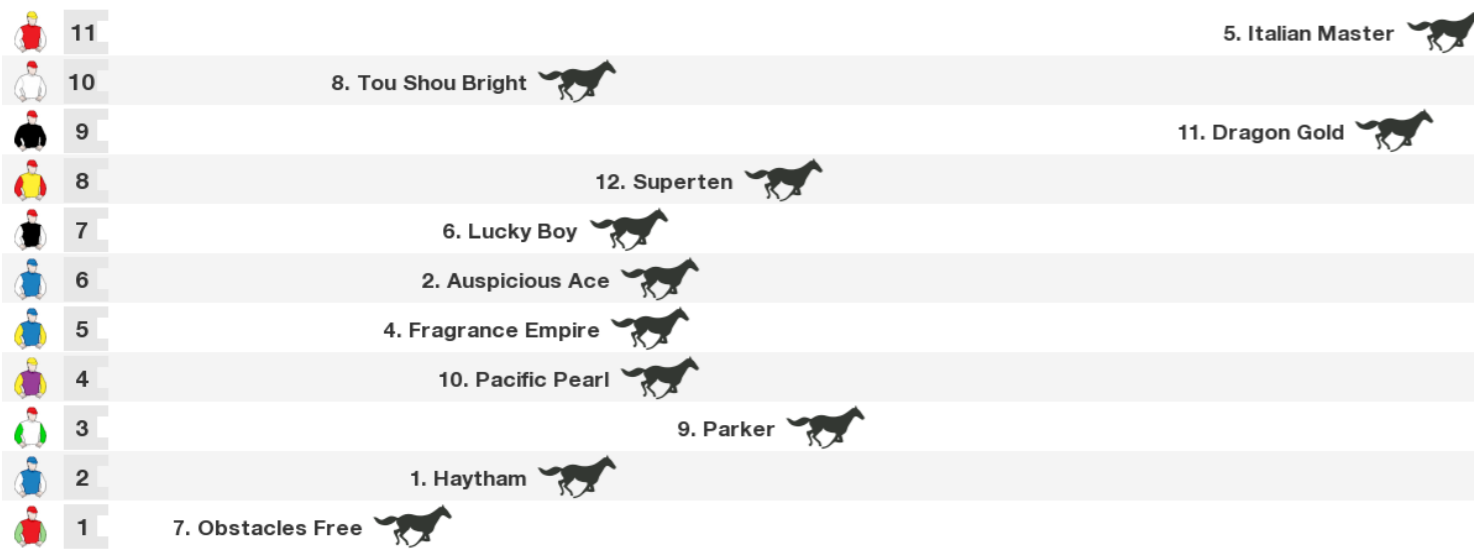 11 5. Italian Master
10 8. Tou Shou Bright
9 11. Dragon Gold
8 12. Superten
7 6. Lucky Boy
6 2. Auspicious Ace
5 4. Fragrance Empire
4 10. Pacific Pearl
3 9. Parker
2 1. Haytham
1 7. Obstacles Free